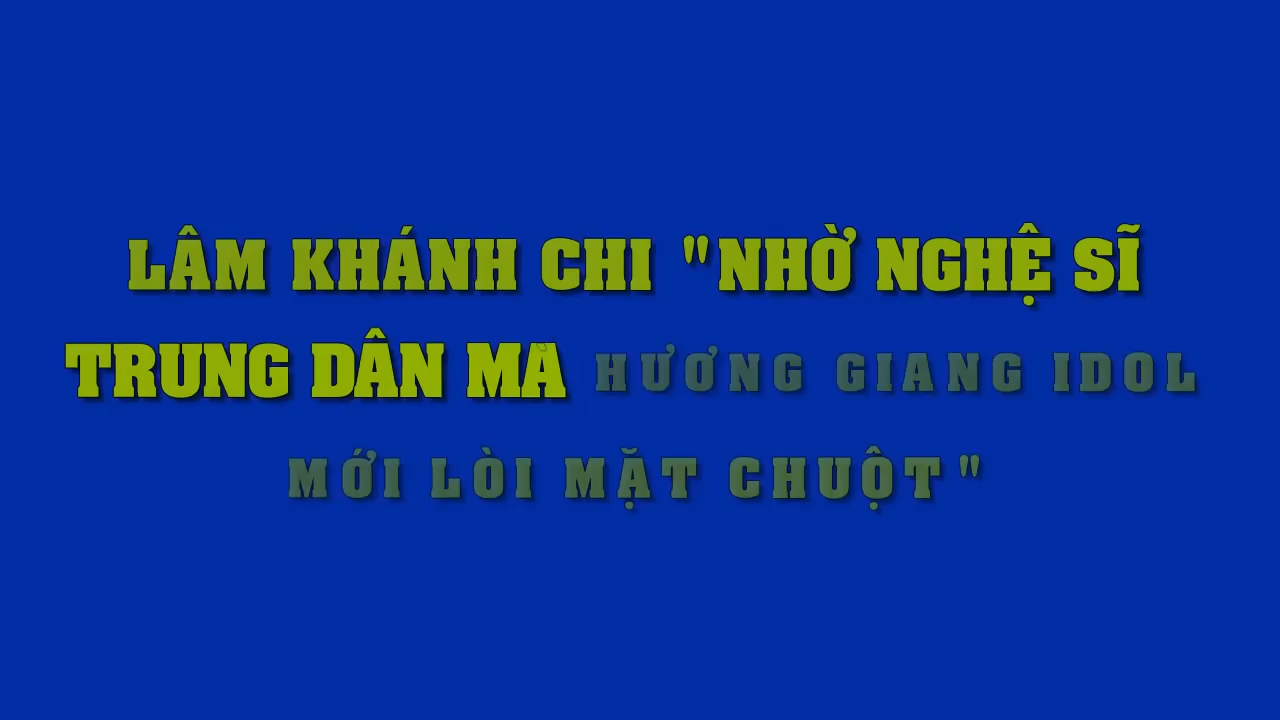 LÂM KHÁNH CHI "NHỜ NGHỆ SĨ
TRUNG DÂN MÀ HƯƠNG GIANG IDOL
MỚI LÒI MẶT CHUỘT"